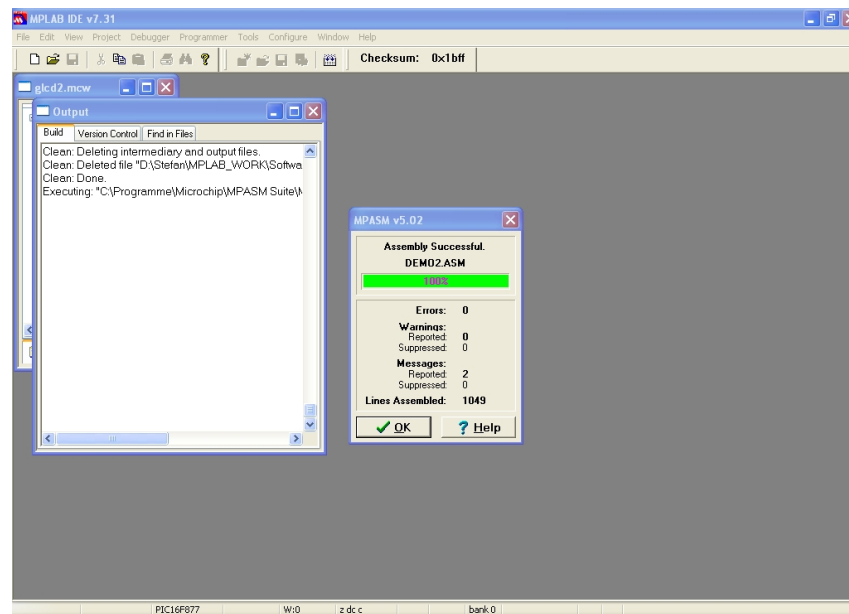 MPLAB IDE v7.31
File Edit View Project Debugger Programmer Tools Configure Window Help
Checksum: 0x1bff
glcd2.mcw
Output
Build Version Control Find in Files
Clean: Deleting intermediary and output files.
Clean: Deleted file "D:\Stefan\MPLAB_WORK\Softwa
Clean: Done.
Executing: "C:\Programme\Microchip\MPASM Suite\M
MPASM v5.02
Assembly Successful.
DEMO2.ASM
100%
Errors: 0
Warnings:
Reported: 0
Suppressed: 0
Messages:
Reported: 2
Suppressed: 0
Lines Assembled: 1049
OK Help
PIC16F877 W:0 z dc c bank 0